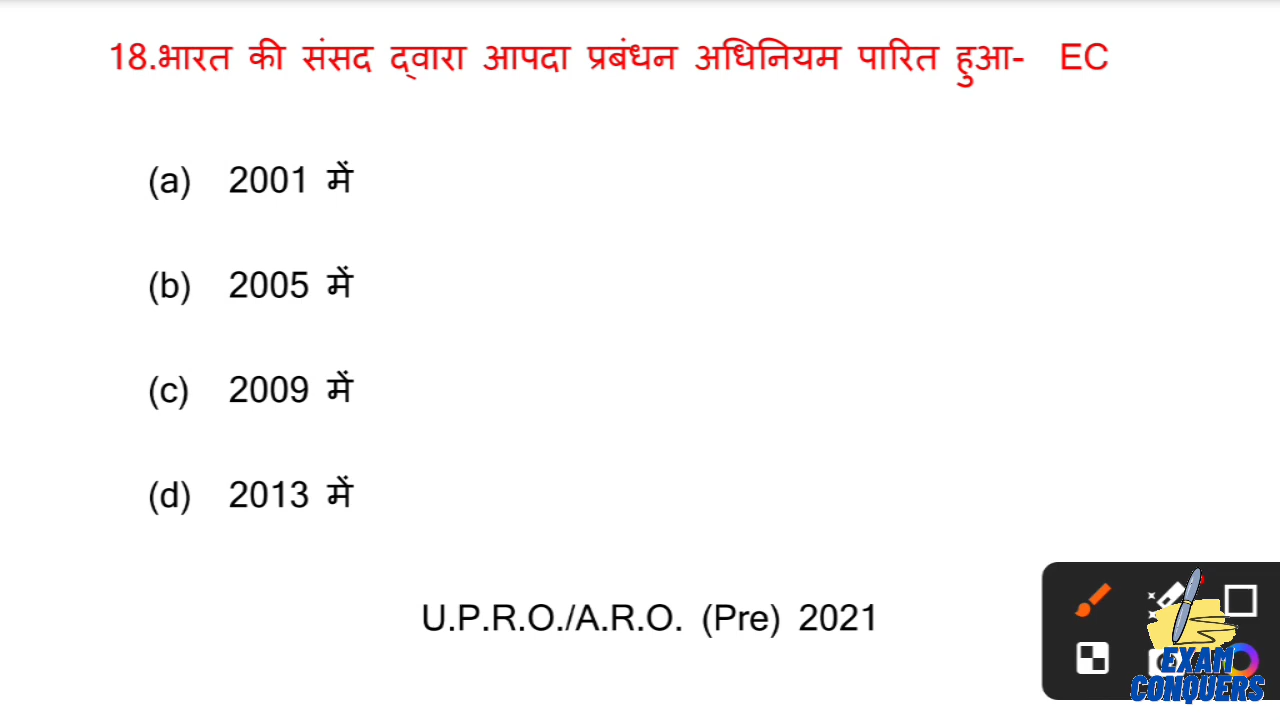 18.भारत की संसद द्वारा आपदा प्रबंधन अधिनियम पारित हुआ- EC
(a) 2001 में
(b) 2005 में
(c) 2009 में
(d) 2013 में
U.P.R.O./A.R.O. (Pre) 2021
EXAM
CONQUERS